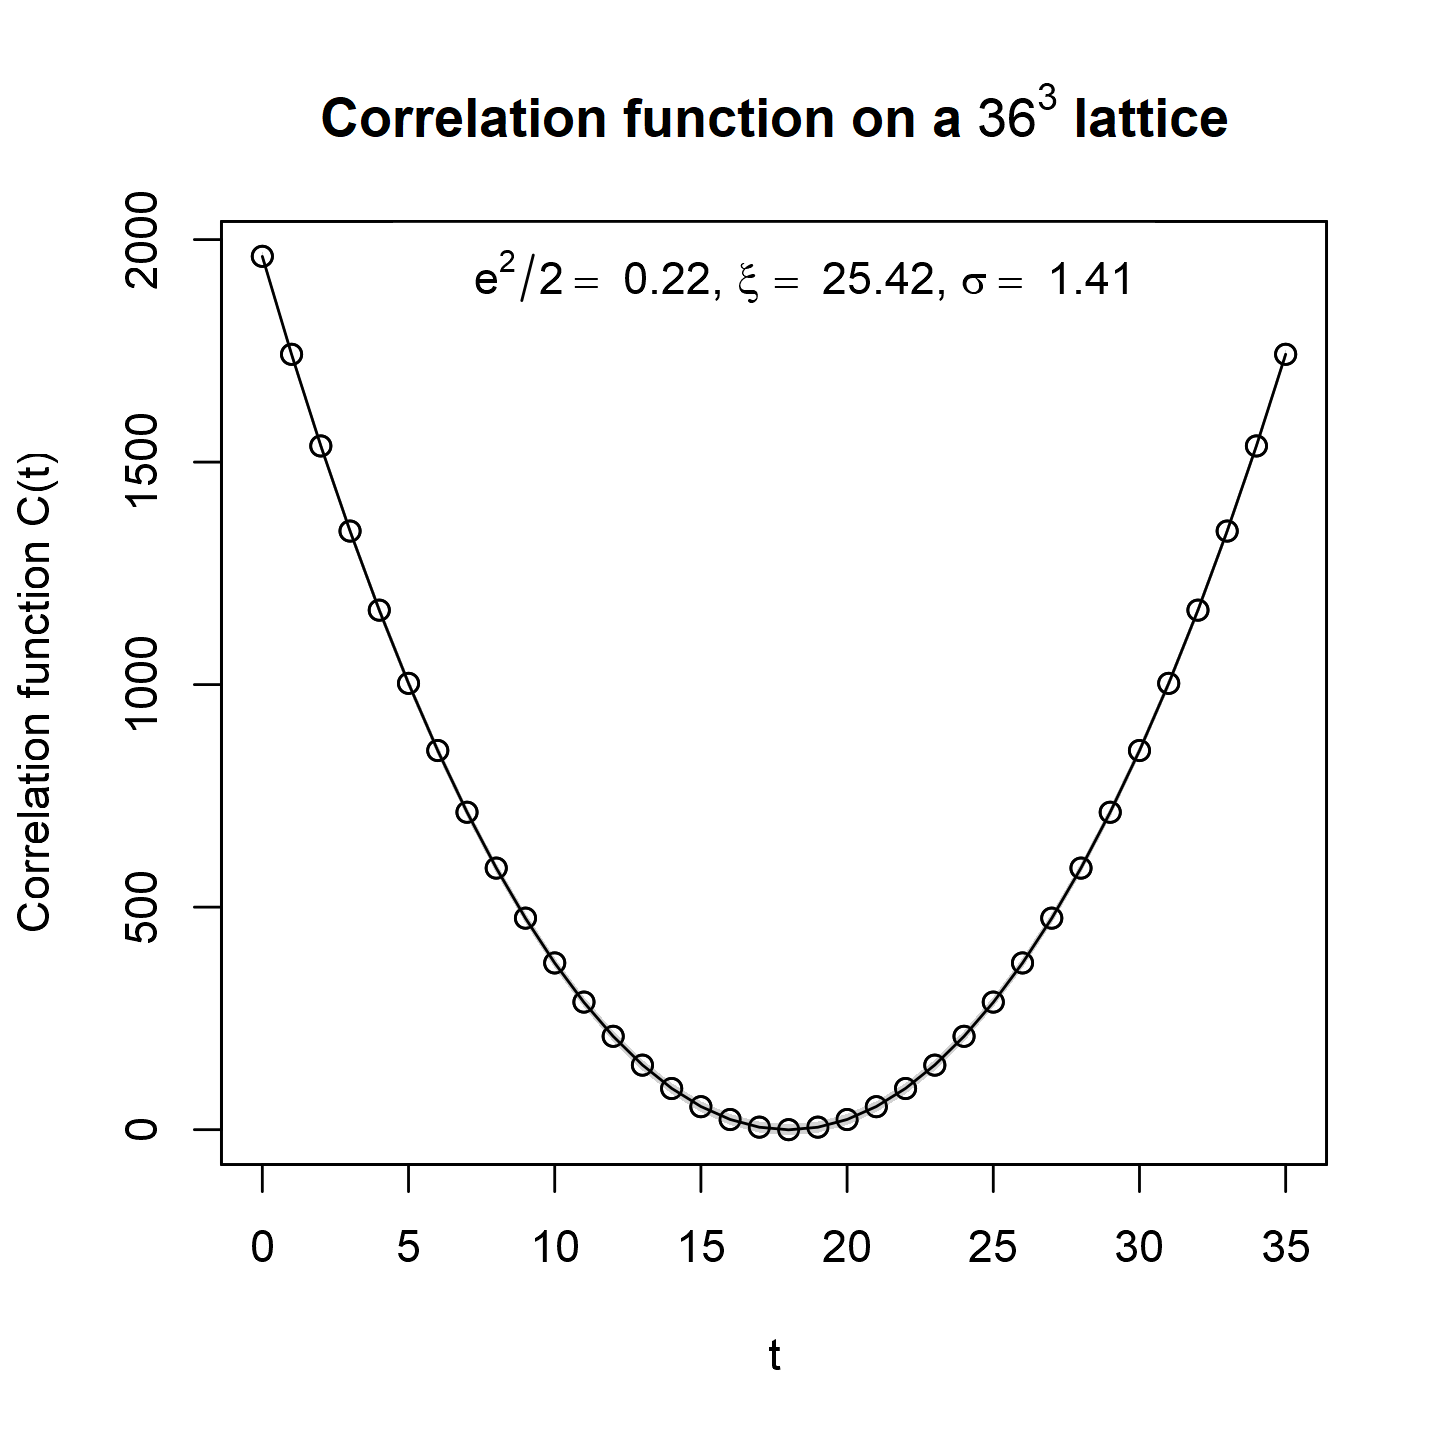 Correlation function on a 36³ lattice
e²/2 = 0.22, ξ = 25.42, σ = 1.41
Correlation function C(t)
2000
1500
1000
500
0
0 5 10 15 20 25 30 35
t